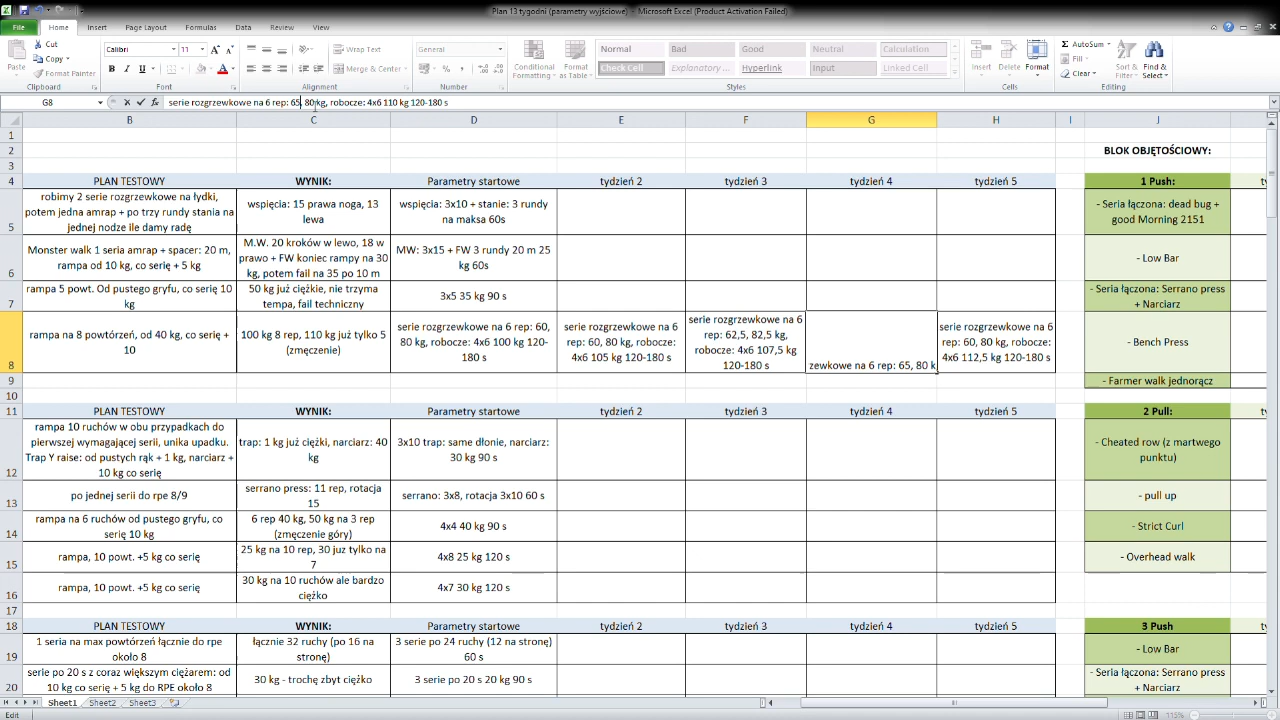 Plan 13 tygodni (parametry wyjściowe) - Microsoft Excel (Product Activation Failed)
File Home Insert Page Layout Formulas Data Review View
Paste
Cut
Copy
Format Painter
Clipboard
Calibri 11
B I U
Font
Wrap Text
Merge & Center
Alignment
General
Number
Conditional Formatting
Format as Table
Normal Bad Good Neutral Calculation
Check Cell Explanatory ... Hyperlink Input Linked Cell
Styles
Insert Delete Format
Cells
AutoSum
Fill
Clear
Sort & Filter
Find & Select
Editing
G8
serie rozgrzewkowe na 6 rep: 65, 80 kg, robocze: 4x6 110 kg 120-180 s
B C D E F G H I J
1
2 BLOK OBJĘTOŚCIOWY:
3
4 PLAN TESTOWY WYNIK: Parametry startowe tydzień 2 tydzień 3 tydzień 4 tydzień 5 1 Push:
5
robimy 2 serie rozgrzewkowe na łydki,
potem jedna amrap + po trzy rundy stania na
jednej nodze ile damy radę
wspięcia: 15 prawa noga, 13
lewa
wspięcia: 3x10 + stanie: 3 rundy
na maksa 60s
- Seria łączona: dead bug +
good Morning 2151
6
Monster walk 1 seria amrap + spacer: 20 m,
rampa od 10 kg, co serię + 5 kg
M.W. 20 kroków w lewo, 18 w
prawo + FW koniec rampy na 30
kg, potem fail na 35 po 10 m
MW: 3x15 + FW 3 rundy 20 m 25
kg 60s
- Low Bar
7
rampa 5 powt. Od pustego gryfu, co serię 10
kg
50 kg już ciężkie, nie trzyma
tempa, fail techniczny
3x5 35 kg 90 s
- Seria łączona: Serrano press
+ Narciarz
8
rampa na 8 powtórzeń, od 40 kg, co serię +
10
100 kg 8 rep, 110 kg już tylko 5
(zmęczenie)
serie rozgrzewkowe na 6 rep: 60,
80 kg, robocze: 4x6 100 kg 120-
180 s
serie rozgrzewkowe na 6
rep: 60, 80 kg, robocze:
4x6 105 kg 120-180 s
serie rozgrzewkowe na 6
rep: 62,5, 82,5 kg,
robocze: 4x6 107,5 kg
120-180 s
zewkowe na 6 rep: 65, 80 k
serie rozgrzewkowe na 6
rep: 60, 80 kg, robocze:
4x6 112,5 kg 120-180 s
- Bench Press
9 - Farmer walk jednorącz
10
11 PLAN TESTOWY WYNIK: Parametry startowe tydzień 2 tydzień 3 tydzień 4 tydzień 5 2 Pull:
12
rampa 10 ruchów w obu przypadkach do
pierwszej wymagającej serii, unika upadku.
Trap Y raise: od pustych rąk + 1 kg, narciarz +
10 kg co serię
trap: 1 kg już ciężki, narciarz: 40
kg
3x10 trap: same dłonie, narciarz:
30 kg 90 s
- Cheated row (z martwego
punktu)
13
po jednej serii do rpe 8/9
serrano press: 11 rep, rotacja
15
serrano: 3x8, rotacja 3x10 60 s
- pull up
14
rampa na 6 ruchów od pustego gryfu, co
serię 10 kg
6 rep 40 kg, 50 kg na 3 rep
(zmęczenie góry)
4x4 40 kg 90 s
- Strict Curl
15
rampa, 10 powt. +5 kg co serię
25 kg na 10 rep, 30 juz tylko na
7
4x8 25 kg 120 s
- Overhead walk
16
rampa, 10 powt. +5 kg co serię
30 kg na 10 ruchów ale bardzo
ciężko
4x7 30 kg 120 s
17
18 PLAN TESTOWY WYNIK: Parametry startowe tydzień 2 tydzień 3 tydzień 4 tydzień 5 3 Push
19
1 seria na max powtórzeń łącznie do rpe
około 8
łącznie 32 ruchy (po 16 na
stronę)
3 serie po 24 ruchy (12 na stronę)
60 s
- Low Bar
20
serie po 20 s z coraz większym ciężarem: od
10 kg co serię + 5 kg do RPE około 8
30 kg - trochę zbyt ciężko
3 serie po 20 s 20 kg 90 s
- Seria łączona: Serrano press
+ Narciarz
Sheet1 Sheet2 Sheet3
Edit
115%